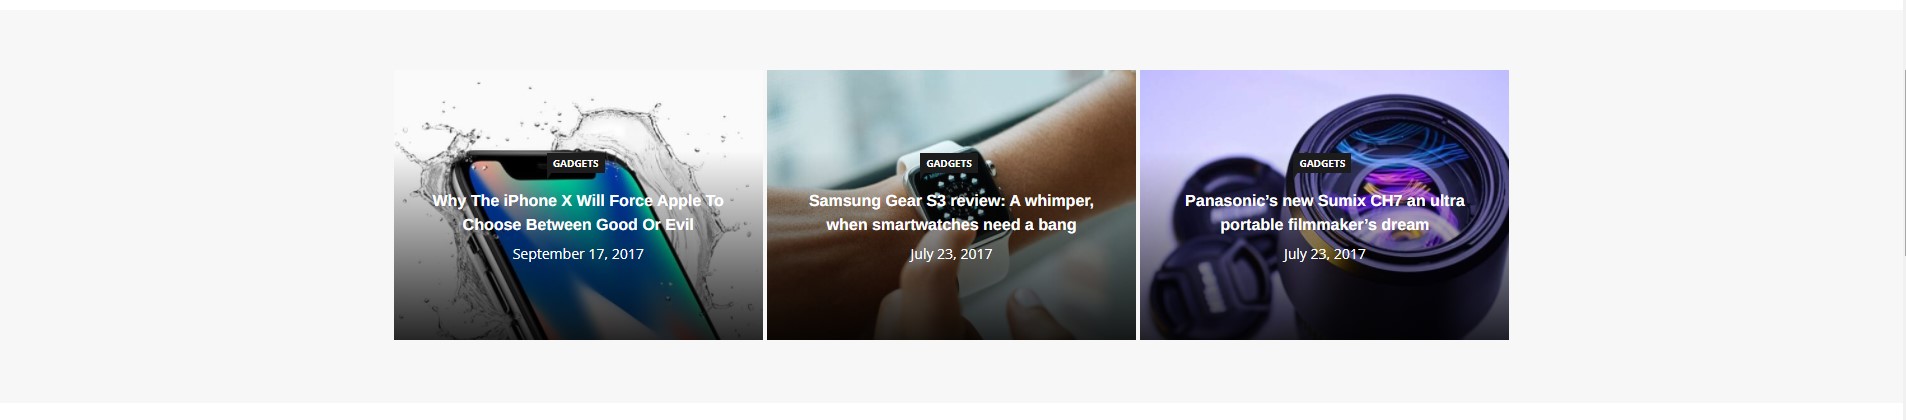 GADGETS
Why The iPhone X Will Force Apple To
Choose Between Good Or Evil
September 17, 2017
GADGETS
Samsung Gear S3 review: A whimper,
when smartwatches need a bang
July 23, 2017
GADGETS
Panasonic’s new Sumix CH7 an ultra
portable filmmaker’s dream
July 23, 2017